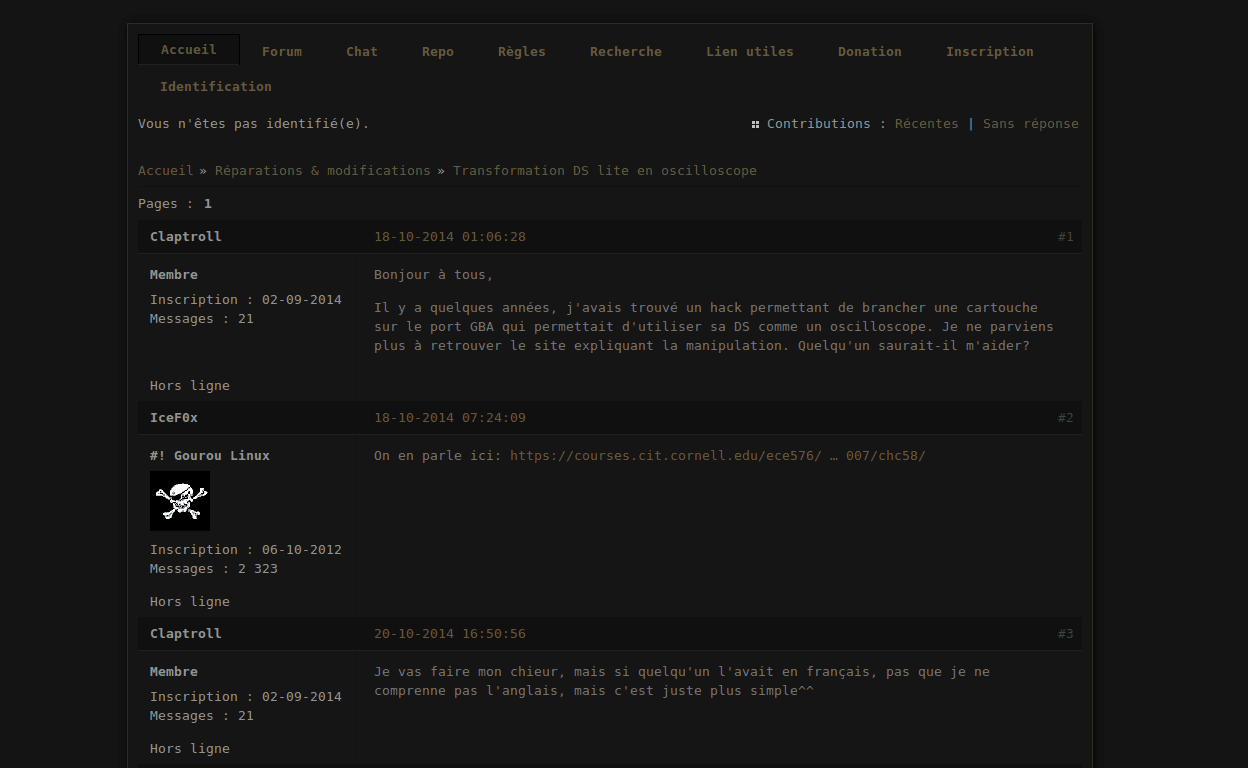 Accueil Forum Chat Repo Règles Recherche Lien utiles Donation Inscription
Identification
Vous n'êtes pas identifié(e).
Contributions : Récentes | Sans réponse
Accueil » Réparations & modifications » Transformation DS lite en oscilloscope
Pages : 1
Claptroll 18-10-2014 01:06:28 #1
Membre
Inscription : 02-09-2014
Messages : 21
Bonjour à tous,
Il y a quelques années, j'avais trouvé un hack permettant de brancher une cartouche
sur le port GBA qui permettait d'utiliser sa DS comme un oscilloscope. Je ne parviens
plus à retrouver le site expliquant la manipulation. Quelqu'un saurait-il m'aider?
Hors ligne
IceF0x 18-10-2014 07:24:09 #2
#! Gourou Linux
On en parle ici: https://courses.cit.cornell.edu/ece576/ … 007/chc58/
Inscription : 06-10-2012
Messages : 2 323
Hors ligne
Claptroll 20-10-2014 16:50:56 #3
Membre
Inscription : 02-09-2014
Messages : 21
Je vas faire mon chieur, mais si quelqu'un l'avait en français, pas que je ne
comprenne pas l'anglais, mais c'est juste plus simple^^
Hors ligne